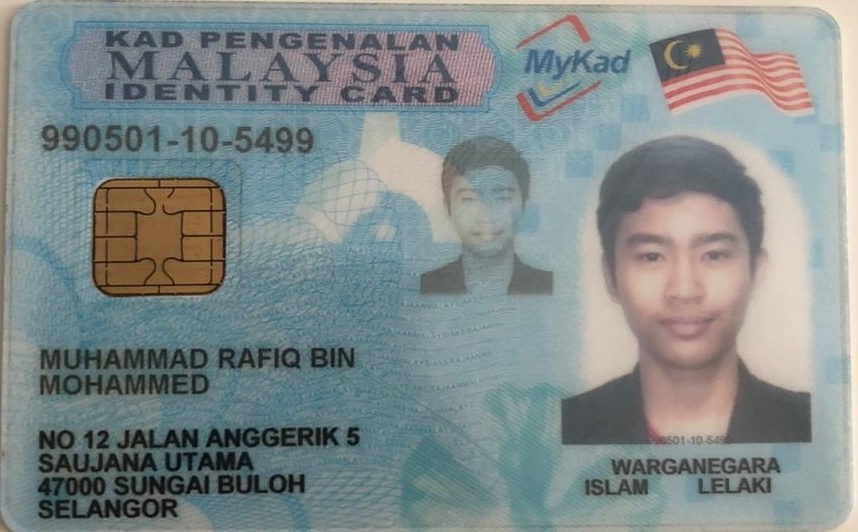 KAD PENGENALAN
MALAYSIA
IDENTITY CARD
MyKad
990501-10-5499
MUHAMMAD RAFIQ BIN
MOHAMMED
NO 12 JALAN ANGGERIK 5
SAUJANA UTAMA
47000 SUNGAI BULOH
SELANGOR
990501-10-5499
WARGANEGARA
ISLAM LELAKI